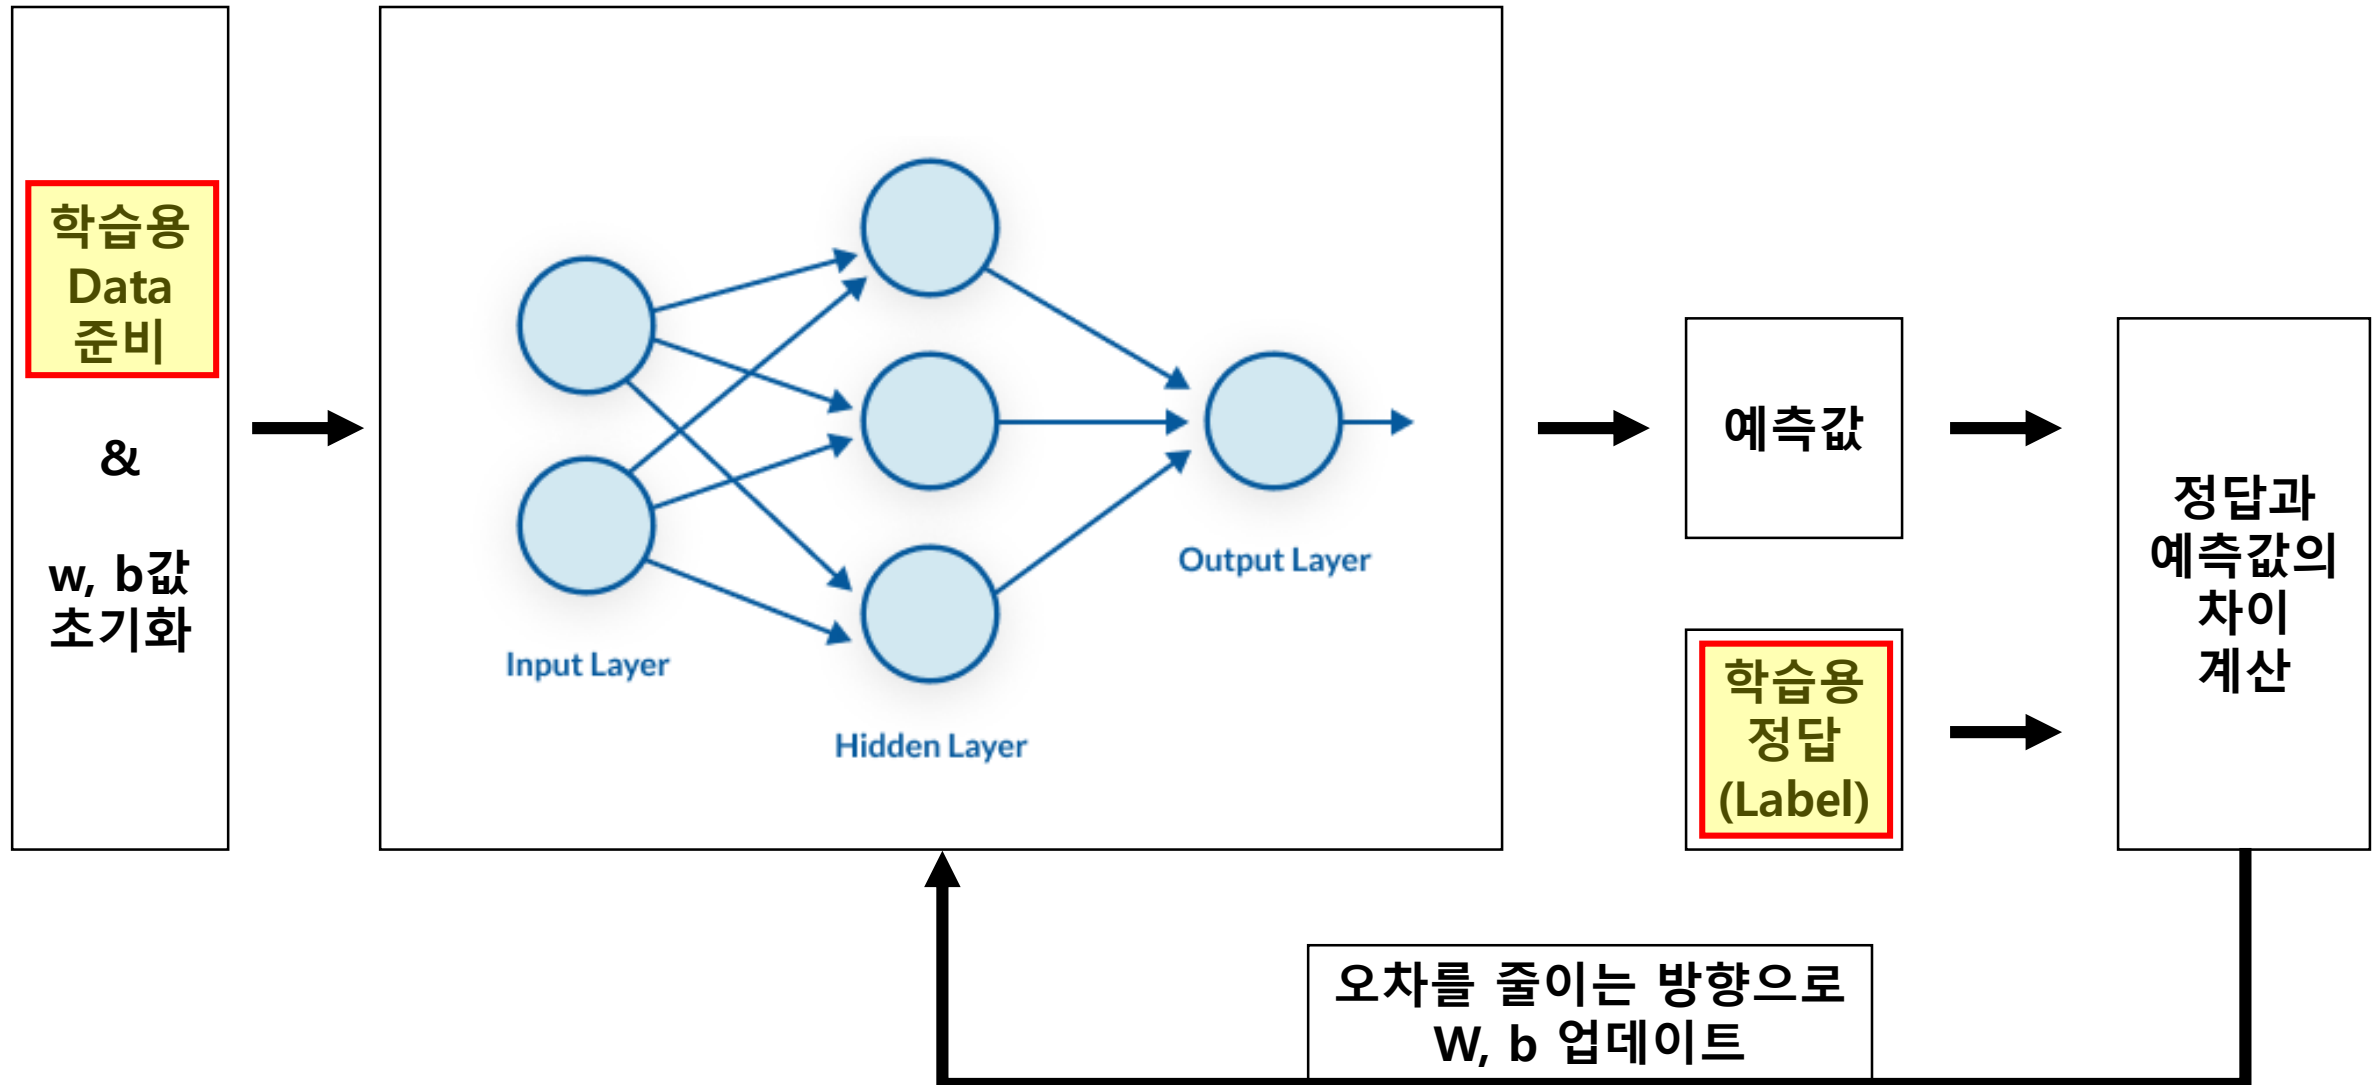 학습용
Data
준비
&
w, b값
초기화
Input Layer
Hidden Layer
Output Layer
예측값
학습용
정답
(Label)
정답과
예측값의
차이
계산
오차를 줄이는 방향으로
W, b 업데이트